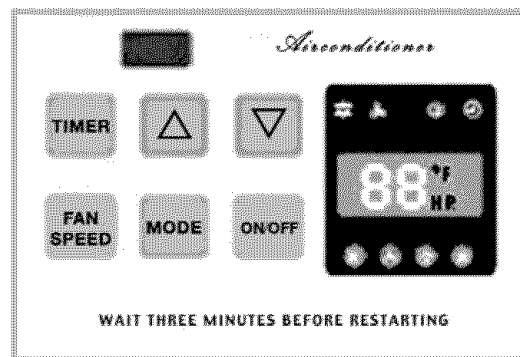 Airconditioner
TIMER
88 °F
HP
FAN SPEED
MODE
ON/OFF
WAIT THREE MINUTES BEFORE RESTARTING